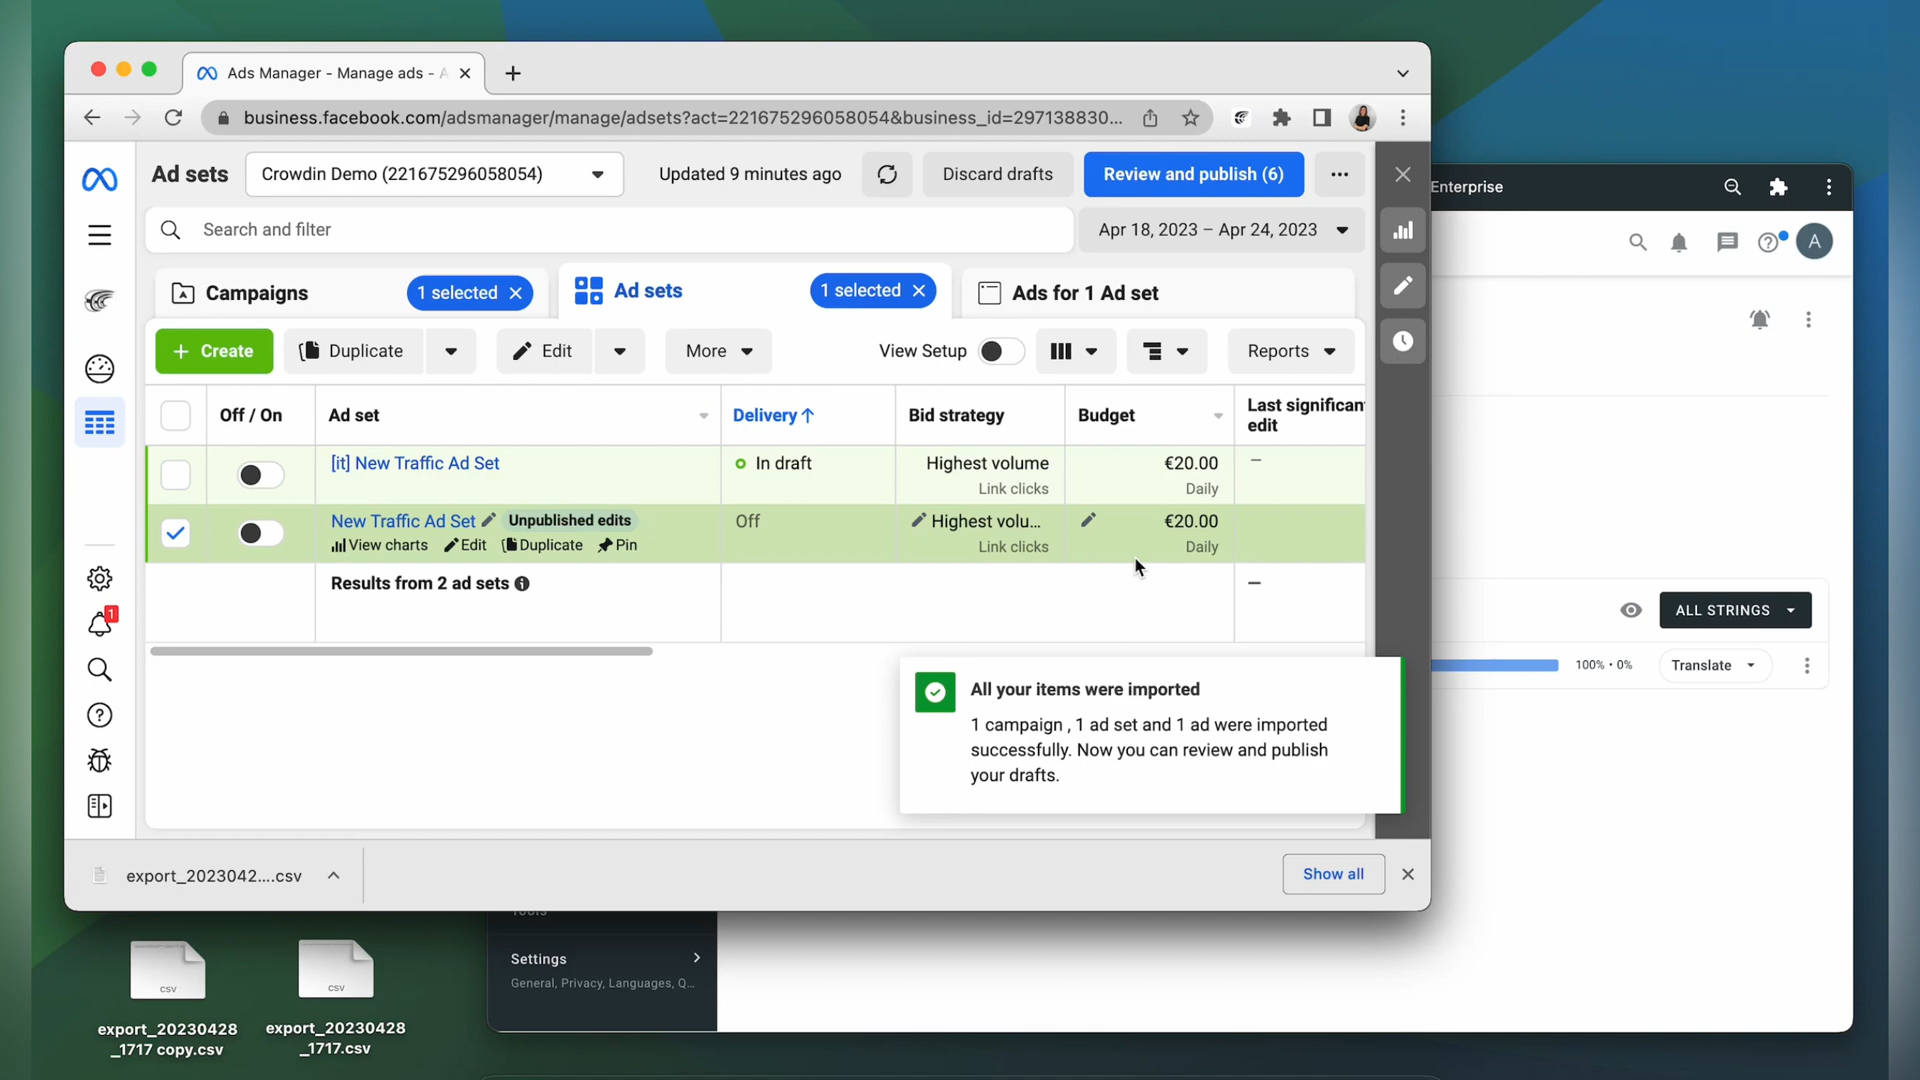 Ads Manager - Manage ads - A
business.facebook.com/adsmanager/manage/adsets?act=221675296058054&business_id=297138830...
Ad sets
Crowdin Demo (221675296058054)
Updated 9 minutes ago
Discard drafts
Review and publish (6)
Enterprise
Search and filter
Apr 18, 2023 – Apr 24, 2023
A
Campaigns
1 selected
Ad sets
1 selected
Ads for 1 Ad set
+ Create
Duplicate
Edit
More
View Setup
Reports
Off / On
Ad set
Delivery ↑
Bid strategy
Budget
Last significan
edit
[it] New Traffic Ad Set
In draft
Highest volume
€20.00
–
Link clicks
Daily
New Traffic Ad Set
Unpublished edits
Off
Highest volu...
€20.00
View charts
Edit
Duplicate
Pin
Link clicks
Daily
Results from 2 ad sets
–
1
ALL STRINGS
100% • 0%
Translate
All your items were imported
1 campaign , 1 ad set and 1 ad were imported
successfully. Now you can review and publish
your drafts.
export_2023042....csv
Show all
Tools
Settings
General, Privacy, Languages, Q...
csv
csv
export_20230428
_1717 copy.csv
export_20230428
_1717.csv